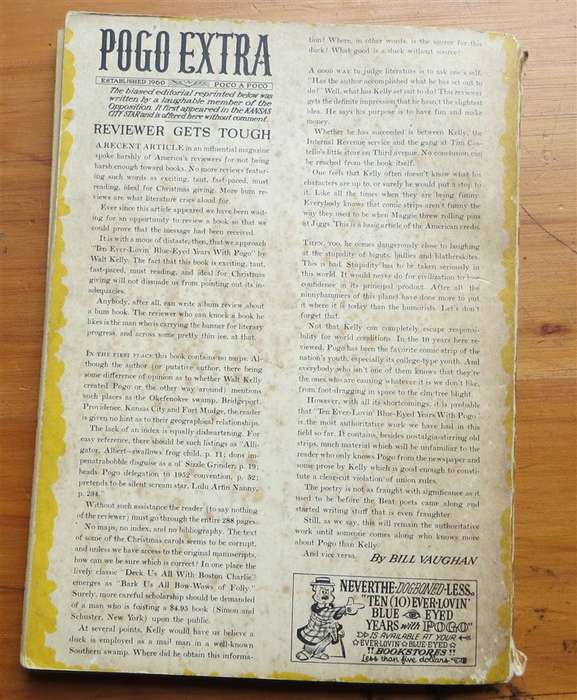 POGO EXTRA
ESTABLISHED 1960 POCO A POCO
The biased editorial reprinted below was
written by a laughable member of the
Opposition. It first appeared in the KANSAS
CITY STAR and is offered here without comment.
REVIEWER GETS TOUGH
A RECENT ARTICLE in an influential magazine
spoke harshly of America's reviewers for not being
harsh enough toward books. No more reviews featur-
ing such words as exciting, taut, fast-paced, must
reading, ideal for Christmas giving. More bum re-
views are what literature cries aloud for.
Ever since this article appeared we have been wait-
ing for an opportunity to review a book so that we
could prove that the message had been received.
It is with a moue of distaste, then, that we approach
"Ten Ever-Lovin' Blue-Eyed Years With Pogo" by
Walt Kelly. The fact that this book is exciting, taut,
fast-paced, must reading, and ideal for Christmas
giving will not dissuade us from pointing out its in-
adequacies.
Anybody, after all, can write a bum review about
a bum book. The reviewer who can knock a book he
likes is the man who is carrying the banner for literary
progress, and across some pretty thin ice, at that.
IN THE FIRST PLACE this book contains no maps. Al-
though the author (or putative author, there being
some difference of opinion as to whether Walt Kelly
created Pogo or the other way around) mentions
such places as the Okefenokee swamp, Bridgeport,
Providence, Kansas City and Fort Mudge, the reader
is given no hint as to their geographical relationships.
The lack of an index is equally disheartening. For
easy reference, there should be such listings as "Alli-
gator, Albert—swallows frog child, p. 11; dons im-
penatrobbble disguise as a ol' Sizzle Grinder, p. 19;
heads Pogo delegation to 1952 convention, p. 52;
pretends to be silent scream star, Lulu Arfin Nanny,
p. 234.
Without such assistance the reader (to say nothing
of the reviewer) must go through the entire 288 pages.
No maps, no index, and no bibliography. The text
of some of the Christmas carols seems to be corrupt,
and unless we have access to the original manuscripts,
how can we be sure which is correct? In one place the
lively classic "Deck Us All With Boston Charlie"
emerges as "Bark Us All Bow-Wows of Folly."
Surely, more careful scholarship should be demanded
of a man who is foisting a $4.95 book (Simon and
Schuster, New York) upon the public.
At several points, Kelly would have us believe a
duck is employed as a mail man in a well-known
Southern swamp. Where did he obtain this informa-
tion? Where, in other words, is the source for this
duck? What good is a duck without source?
A GOOD way to judge literature is to ask one's self,
"Has the author accomplished what he has set out to
do?" Well, what has Kelly set out to do? This reviewer
gets the definite impression that he hasn't the slightest
idea. He says his purpose is to have fun and make
money.
Whether he has succeeded is between Kelly, the
Internal Revenue service and the gang at Tim Cos-
tello's little store on Third avenue. No conclusion can
be reached from the book itself.
One feels that Kelly often doesn't know what his
characters are up to, or surely he would put a stop to
it. Like all the times when they are being funny.
Everybody knows that comic strips aren't funny the
way they used to be when Maggie threw rolling pins
at Jiggs. This is a basic article of the American credo.
THEN, too, he comes dangerously close to laughing
at the stupidity of bigots, bullies and blatherskites.
This is bad. Stupidity has to be taken seriously in
this world. It would never do for civilization to lose
confidence in its principal product. After all the
ninnyhammers of this planet have done more to put
it where it is today than the humorists. Let's don't
forget that.
Not that Kelly can completely escape responsi-
bility for world conditions. In the 10 years here re-
viewed, Pogo has been the favorite comic strip of the
nation's youth, especially its college-type youth. And
everybody who isn't one of them knows that they're
the ones who are causing whatever it is we don't like,
from foot-dragging in space to the elm tree blight.
However, with all its shortcomings, it is probable
that "Ten Ever-Lovin' Blue-Eyed Years With Pogo"
is the most authoritative work we have had in this
field so far. It contains, besides nostalgia-stirring old
strips, much material which will be unfamiliar to the
reader who only knows Pogo from the newspaper and
some prose by Kelly which is good enough to consti-
tute a clear-cut violation of union rules.
The poetry is not as fraught with significance as it
used to be before the Beat poets came along and
started writing stuff that is even fraughter.
Still, as we say, this will remain the authoritative
work until someone comes along who knows more
about Pogo than Kelly.
And vice versa.
By BILL VAUGHAN
NEVERTHE-DOGBONED-LESS,
"TEN (10) EVER-LOVIN'
BLUE EYED
YEARS with POGO"
IS AVAILABLE AT YOUR
EVER-LOVIN BLUE-EYED
!! BOOKSTORES !!
Less than five dollars